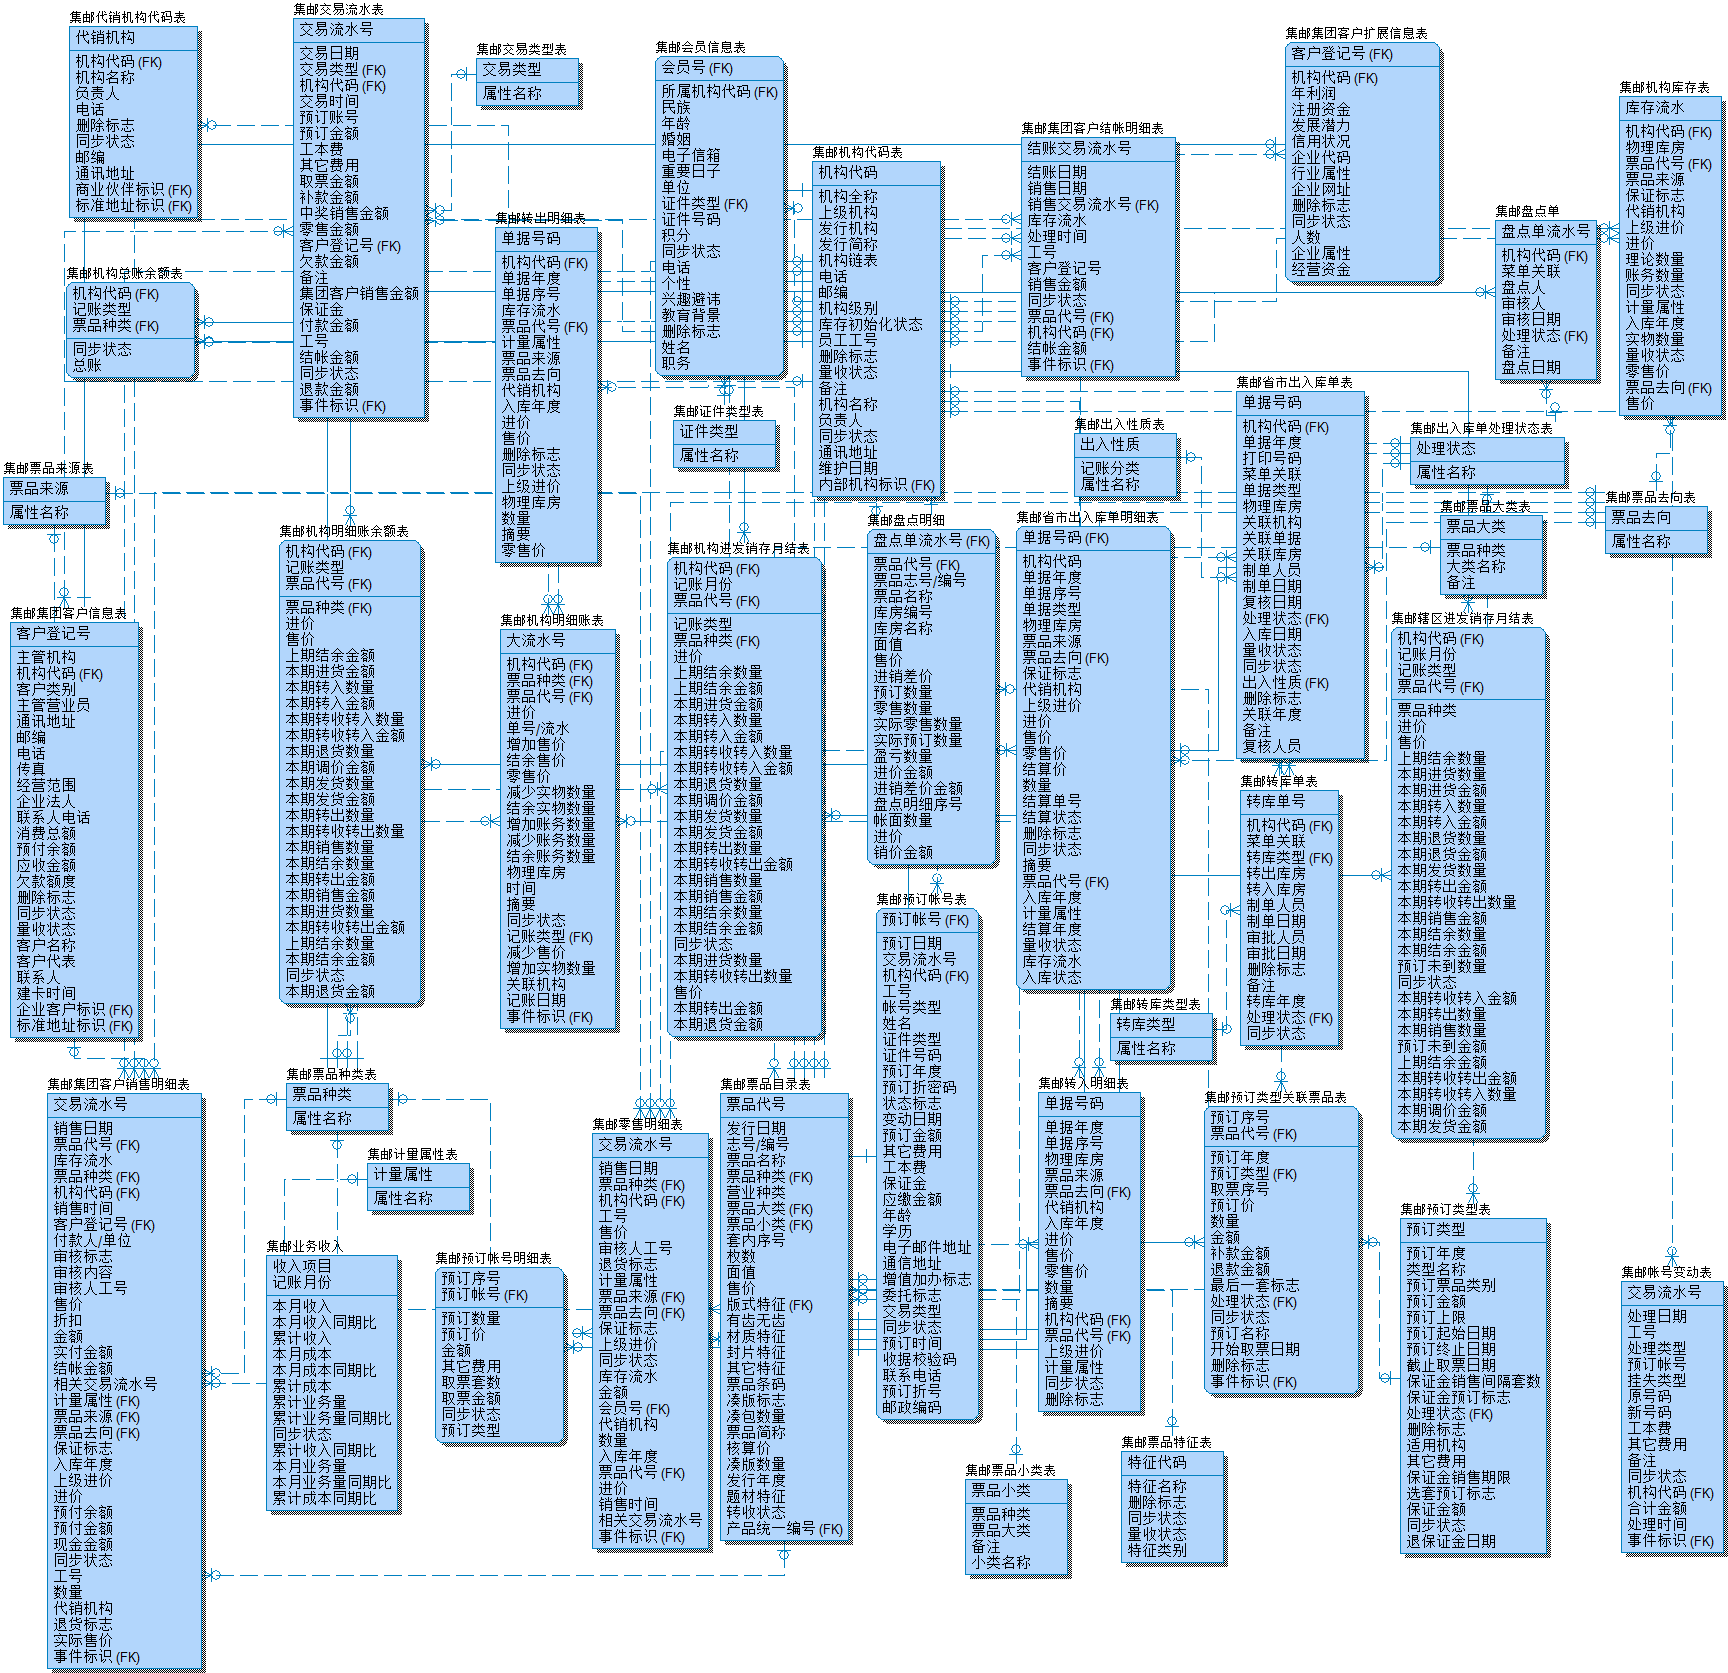 集邮代销机构代码表
代销机构
机构代码 (FK)
机构名称
负责人
电话
删除标志
同步状态
邮编
通讯地址
商业伙伴标识 (FK)
标准地址标识 (FK)
集邮交易流水表
交易流水号
交易日期
交易类型 (FK)
机构代码 (FK)
交易时间
预订账号
预订金额
工本费
其它费用
取票金额
补款金额
中奖销售金额
零售金额
客户登记号 (FK)
欠款金额
备注
集团客户销售金额
保证金
付款金额
工号
结帐金额
同步状态
退款金额
事件标识 (FK)
集邮交易类型表
交易类型
属性名称
集邮会员信息表
会员号 (FK)
所属机构代码 (FK)
民族
年龄
婚姻
电子信箱
重要日子
单位
证件类型 (FK)
证件号码
积分
同步状态
电话
个性
兴趣避讳
教育背景
删除标志
姓名
职务
集邮机构代码表
机构代码
机构全称
上级机构
发行机构
发行简称
机构链表
电话
邮编
机构级别
库存初始化状态
员工工号
删除标志
量收状态
备注
机构名称
负责人
同步状态
通讯地址
维护日期
内部机构标识 (FK)
集邮集团客户结帐明细表
结账交易流水号
结账日期
销售日期
销售交易流水号 (FK)
库存流水
处理时间
工号
客户登记号
销售金额
同步状态
票品代号 (FK)
机构代码 (FK)
结帐金额
事件标识 (FK)
集邮集团客户扩展信息表
客户登记号 (FK)
机构代码 (FK)
年利润
注册资金
发展潜力
信用状况
企业代码
行业属性
企业网址
删除标志
同步状态
人数
企业属性
经营资金
集邮盘点单
盘点单流水号
机构代码 (FK)
菜单关联
盘点人
审核人
审核日期
处理状态 (FK)
备注
盘点日期
集邮机构库存表
库存流水
机构代码 (FK)
物理库房
票品代号 (FK)
票品来源
保证标志
代销机构
上级进价
进价
理论数量
账务数量
同步状态
计量属性
入库年度
实物数量
量收状态
零售价
票品去向 (FK)
售价
集邮机构总账余额表
机构代码 (FK)
记账类型
票品种类 (FK)
同步状态
总账
集邮转出明细表
单据号码
机构代码 (FK)
单据年度
单据序号
库存流水
票品代号 (FK)
计量属性
票品来源
票品去向
代销机构
入库年度
进价
售价
删除标志
同步状态
上级进价
物理库房
数量
摘要
零售价
集邮证件类型表
证件类型
属性名称
集邮出入性质表
出入性质
记账分类
属性名称
集邮省市出入库单表
单据号码
机构代码 (FK)
单据年度
打印号码
菜单关联
单据类型
物理库房
关联机构
关联单据
关联库房
制单人员
制单日期
复核日期
处理状态 (FK)
入库日期
量收状态
同步状态
出入性质 (FK)
删除标志
关联年度
备注
复核人员
集邮出入库单处理状态表
处理状态
属性名称
集邮票品大类表
票品大类
票品种类
大类名称
备注
集邮票品去向表
票品去向
属性名称
集邮票品来源表
票品来源
属性名称
集邮集团客户信息表
客户登记号
主管机构
机构代码 (FK)
客户类别
主管营业员
通讯地址
邮编
电话
传真
经营范围
企业法人
联系人电话
消费总额
预付余额
应收金额
欠款额度
删除标志
同步状态
量收状态
客户名称
客户代表
联系人
建卡时间
企业客户标识 (FK)
标准地址标识 (FK)
集邮机构明细账余额表
机构代码 (FK)
记账类型
票品代号 (FK)
票品种类 (FK)
进价
售价
上期结余金额
本期进货金额
本期转入数量
本期转入金额
本期转收转入数量
本期转收转入金额
本期退货数量
本期调价金额
本期发货数量
本期发货金额
本期转出数量
本期转收转出数量
本期销售数量
本期结余数量
本期转出金额
本期销售金额
本期进货数量
本期转收转出金额
上期结余数量
本期结余金额
同步状态
本期退货金额
集邮机构明细账表
大流水号
机构代码 (FK)
票品种类 (FK)
票品代号 (FK)
进价
单号/流水
增加售价
结余售价
零售价
减少实物数量
结余实物数量
增加账务数量
减少账务数量
结余账务数量
物理库房
时间
摘要
同步状态
记账类型 (FK)
减少售价
增加实物数量
关联机构
记账日期
事件标识 (FK)
集邮机构进发销存月结表
机构代码 (FK)
记账月份
票品代号 (FK)
记账类型
票品种类 (FK)
进价
上期结余数量
上期结余金额
本期进货金额
本期转入数量
本期转入金额
本期转收转入数量
本期转收转入金额
本期退货数量
本期调价金额
本期发货数量
本期发货金额
本期转出数量
本期转收转出金额
本期销售数量
本期销售金额
本期结余数量
本期结余金额
同步状态
本期进货数量
本期转收转出数量
售价
本期转出金额
本期退货金额
集邮盘点明细
盘点单流水号 (FK)
票品代号 (FK)
票品志号/编号
票品名称
库房编号
库房名称
面值
售价
进销差价
预订数量
零售数量
实际零售数量
实际预订数量
盈亏数量
进价金额
进销差价金额
盘点明细序号
帐面数量
进价
销价金额
集邮省市出入库单明细表
单据号码 (FK)
机构代码
单据年度
单据序号
单据类型
物理库房
票品来源
票品去向 (FK)
保证标志
代销机构
上级进价
进价
售价
零售价
结算价
数量
结算单号
结算状态
删除标志
同步状态
摘要
票品代号 (FK)
入库年度
计量属性
结算年度
量收状态
库存流水
入库状态
集邮转库单表
转库单号
机构代码 (FK)
菜单关联
转库类型 (FK)
转出库房
转入库房
制单人员
制单日期
审批人员
审批日期
删除标志
备注
转库年度
处理状态 (FK)
同步状态
集邮辖区进发销存月结表
机构代码 (FK)
记账月份
记账类型
票品代号 (FK)
票品种类
进价
售价
上期结余数量
本期进货数量
本期进货金额
本期转入数量
本期转入金额
本期退货数量
本期退货金额
本期发货数量
本期转出金额
本期转收转出数量
本期销售金额
本期结余数量
本期结余金额
预订未到数量
同步状态
本期转收转入金额
本期转出数量
本期销售数量
预订未到金额
上期结余金额
本期转收转出金额
本期转收转入数量
本期调价金额
本期发货金额
集邮转库类型表
转库类型
属性名称
集邮预订帐号表
预订帐号 (FK)
预订日期
交易流水号
机构代码 (FK)
工号
帐号类型
姓名
证件类型
证件号码
预订年度
预订折密码
状态标志
变动日期
预订金额
其它费用
工本费
保证金
应缴金额
年龄
学历
电子邮件地址
通信地址
增值加办标志
委托标志
交易类型
同步状态
预订时间
收据校验码
联系电话
预订折号
邮政编码
集邮集团客户销售明细表
交易流水号
销售日期
票品代号 (FK)
库存流水
票品种类 (FK)
机构代码 (FK)
销售时间
客户登记号 (FK)
付款人/单位
审核标志
审核内容
审核人工号
售价
折扣
金额
实付金额
结帐金额
相关交易流水号
计量属性 (FK)
票品来源 (FK)
票品去向 (FK)
保证标志
入库年度
上级进价
进价
预付余额
预付金额
现金金额
同步状态
工号
数量
代销机构
退货标志
实际售价
事件标识 (FK)
集邮票品种类表
票品种类
属性名称
集邮计量属性表
计量属性
属性名称
集邮业务收入
收入项目
记账月份
本月收入
本月收入同期比
累计收入
本月成本
本月成本同期比
累计成本
累计业务量
累计业务量同期比
同步状态
累计收入同期比
本月业务量
本月业务量同期比
累计成本同期比
集邮预订帐号明细表
预订序号
预订帐号 (FK)
预订数量
预订价
金额
其它费用
取票套数
取票金额
同步状态
预订类型
集邮零售明细表
交易流水号
销售日期
票品种类 (FK)
机构代码 (FK)
工号
售价
审核人工号
退货标志
计量属性
票品来源 (FK)
票品去向 (FK)
保证标志
上级进价
同步状态
库存流水
金额
会员号 (FK)
代销机构
数量
入库年度
票品代号 (FK)
进价
销售时间
相关交易流水号
事件标识 (FK)
集邮票品目录表
票品代号
发行日期
志号/编号
票品名称
票品种类 (FK)
营业种类
票品大类 (FK)
票品小类 (FK)
套内序号
枚数
面值
售价
版式特征 (FK)
有齿无齿
材质特征
封片特征
其它特征
票品条码
凑版标志
凑包数量
票品简称
核算价
凑版数量
发行年度
题材特征
转收状态
产品统一编号 (FK)
集邮转入明细表
单据号码
单据年度
单据序号
物理库房
票品来源
票品去向 (FK)
代销机构
入库年度
进价
售价
零售价
数量
摘要
机构代码 (FK)
票品代号 (FK)
上级进价
计量属性
同步状态
删除标志
集邮预订类型关联票品表
预订序号
票品代号 (FK)
预订年度
预订类型 (FK)
取票序号
预订价
数量
金额
补款金额
退款金额
最后一套标志
处理状态 (FK)
同步状态
预订名称
开始取票日期
删除标志
事件标识 (FK)
集邮预订类型表
预订类型
预订年度
类型名称
预订票品类别
预订金额
预订上限
预订起始日期
预订终止日期
截止取票日期
保证金销售间隔套数
保证金预订标志
处理状态 (FK)
删除标志
适用机构
其它费用
保证金销售期限
选套预订标志
保证金额
同步状态
退保证金日期
集邮帐号变动表
交易流水号
处理日期
工号
处理类型
预订帐号
挂失类型
原号码
新号码
工本费
其它费用
备注
同步状态
机构代码 (FK)
合计金额
处理时间
事件标识 (FK)
集邮票品小类表
票品小类
票品种类
票品大类
备注
小类名称
集邮票品特征表
特征代码
特征名称
删除标志
同步状态
量收状态
特征类别